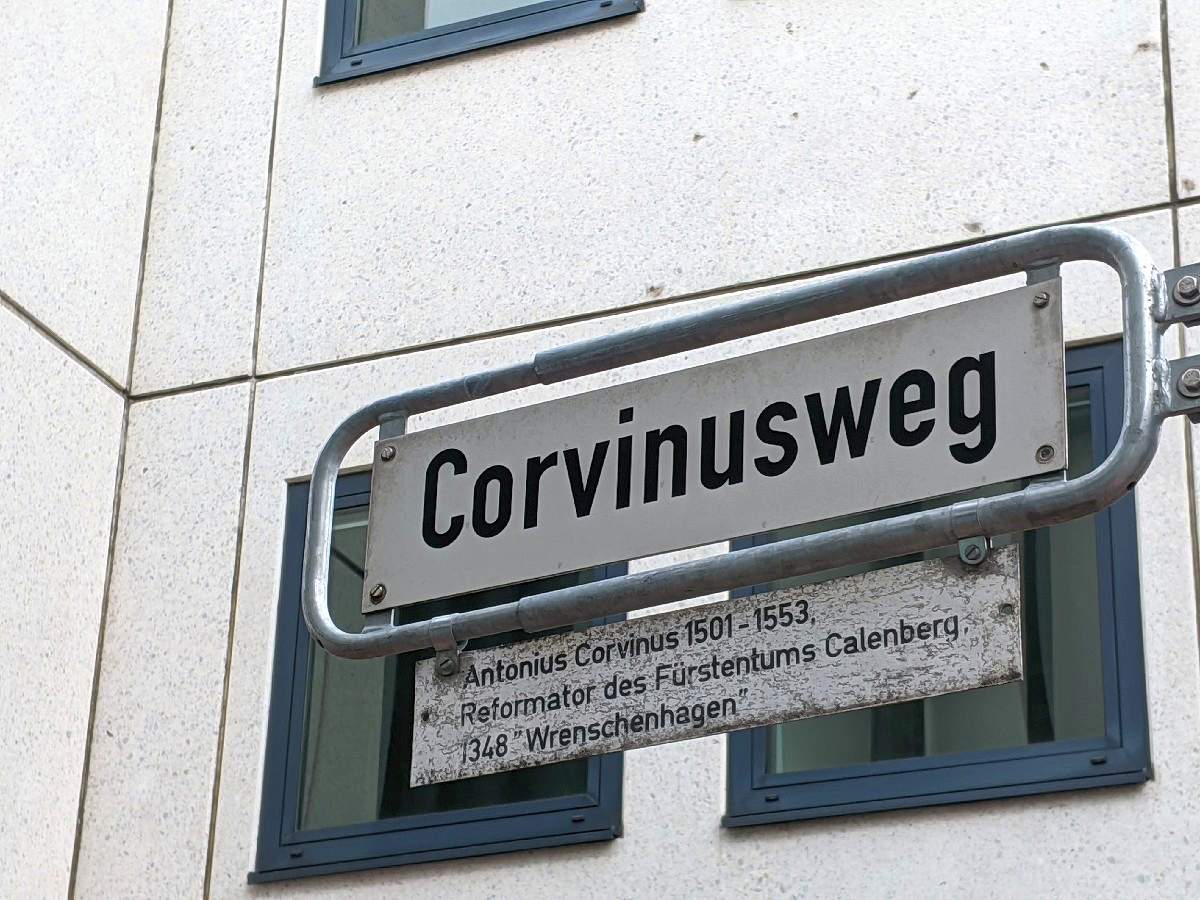 Corvinusweg
Antonius Corvinus 1501-1553,
Reformator des Fürstentums Calenberg,
1348 "Wrenschenhagen"